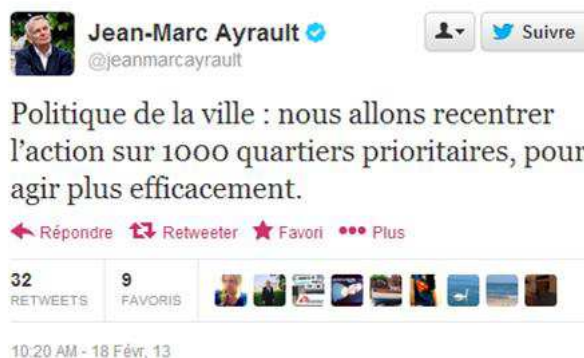 Jean-Marc Ayrault
@jeanmarcayrault
Suivre
Politique de la ville : nous allons recentrer
l'action sur 1000 quartiers prioritaires, pour
agir plus efficacement.
Répondre Retweeter Favori Plus
32 9
RETWEETS FAVORIS
10:20 AM - 18 Févr. 13